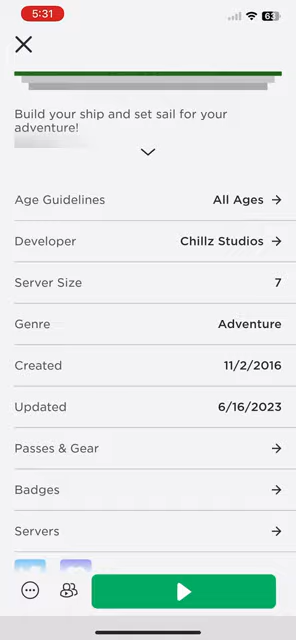 5:31
63
Build your ship and set sail for your
adventure!
Age Guidelines All Ages →
Developer Chillz Studios →
Server Size 7
Genre Adventure
Created 11/2/2016
Updated 6/16/2023
Passes & Gear →
Badges →
Servers →